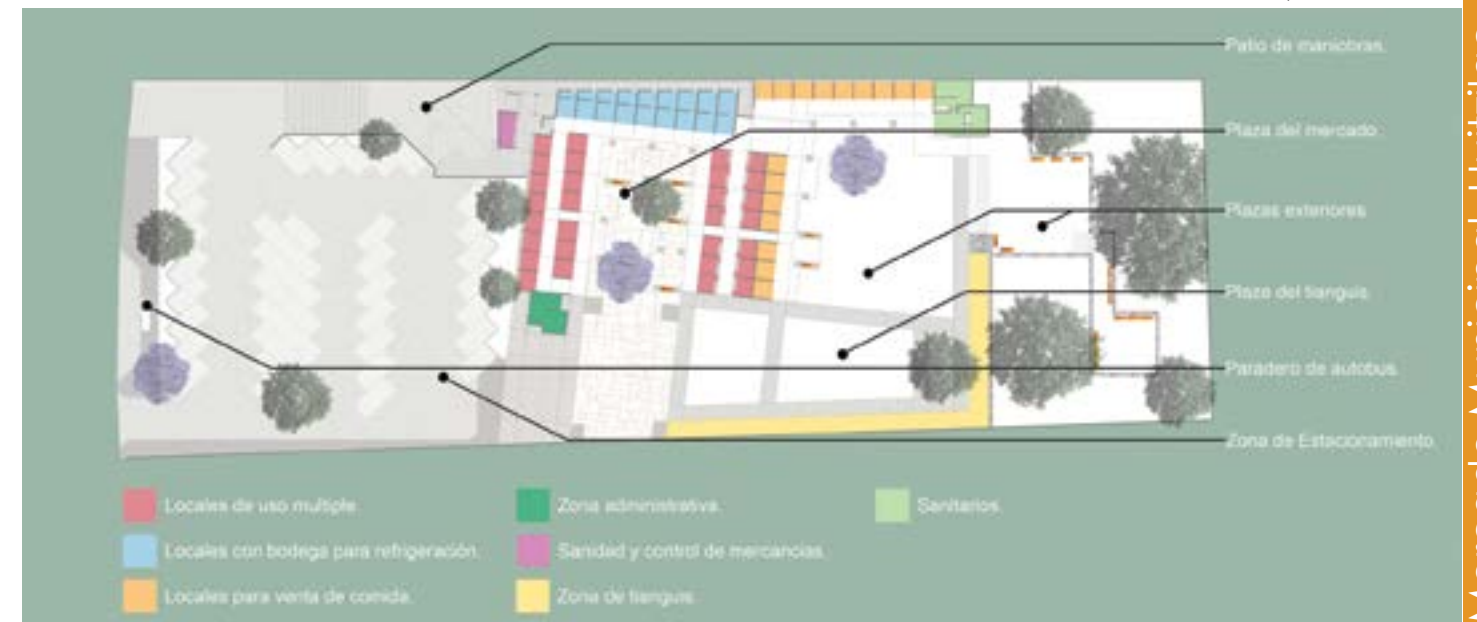 Patio de maniobras.
Plaza del mercado.
Plazas exteriores
Plaza del tianguis.
Paradero de autobus.
Zona de Estacionamiento.
Locales de uso multiple.
Zona administrativa.
Sanitarios.
Locales con bodega para refrigeración.
Sanidad y control de mercancias.
Locales para venta de comida.
Zona de tianguis.